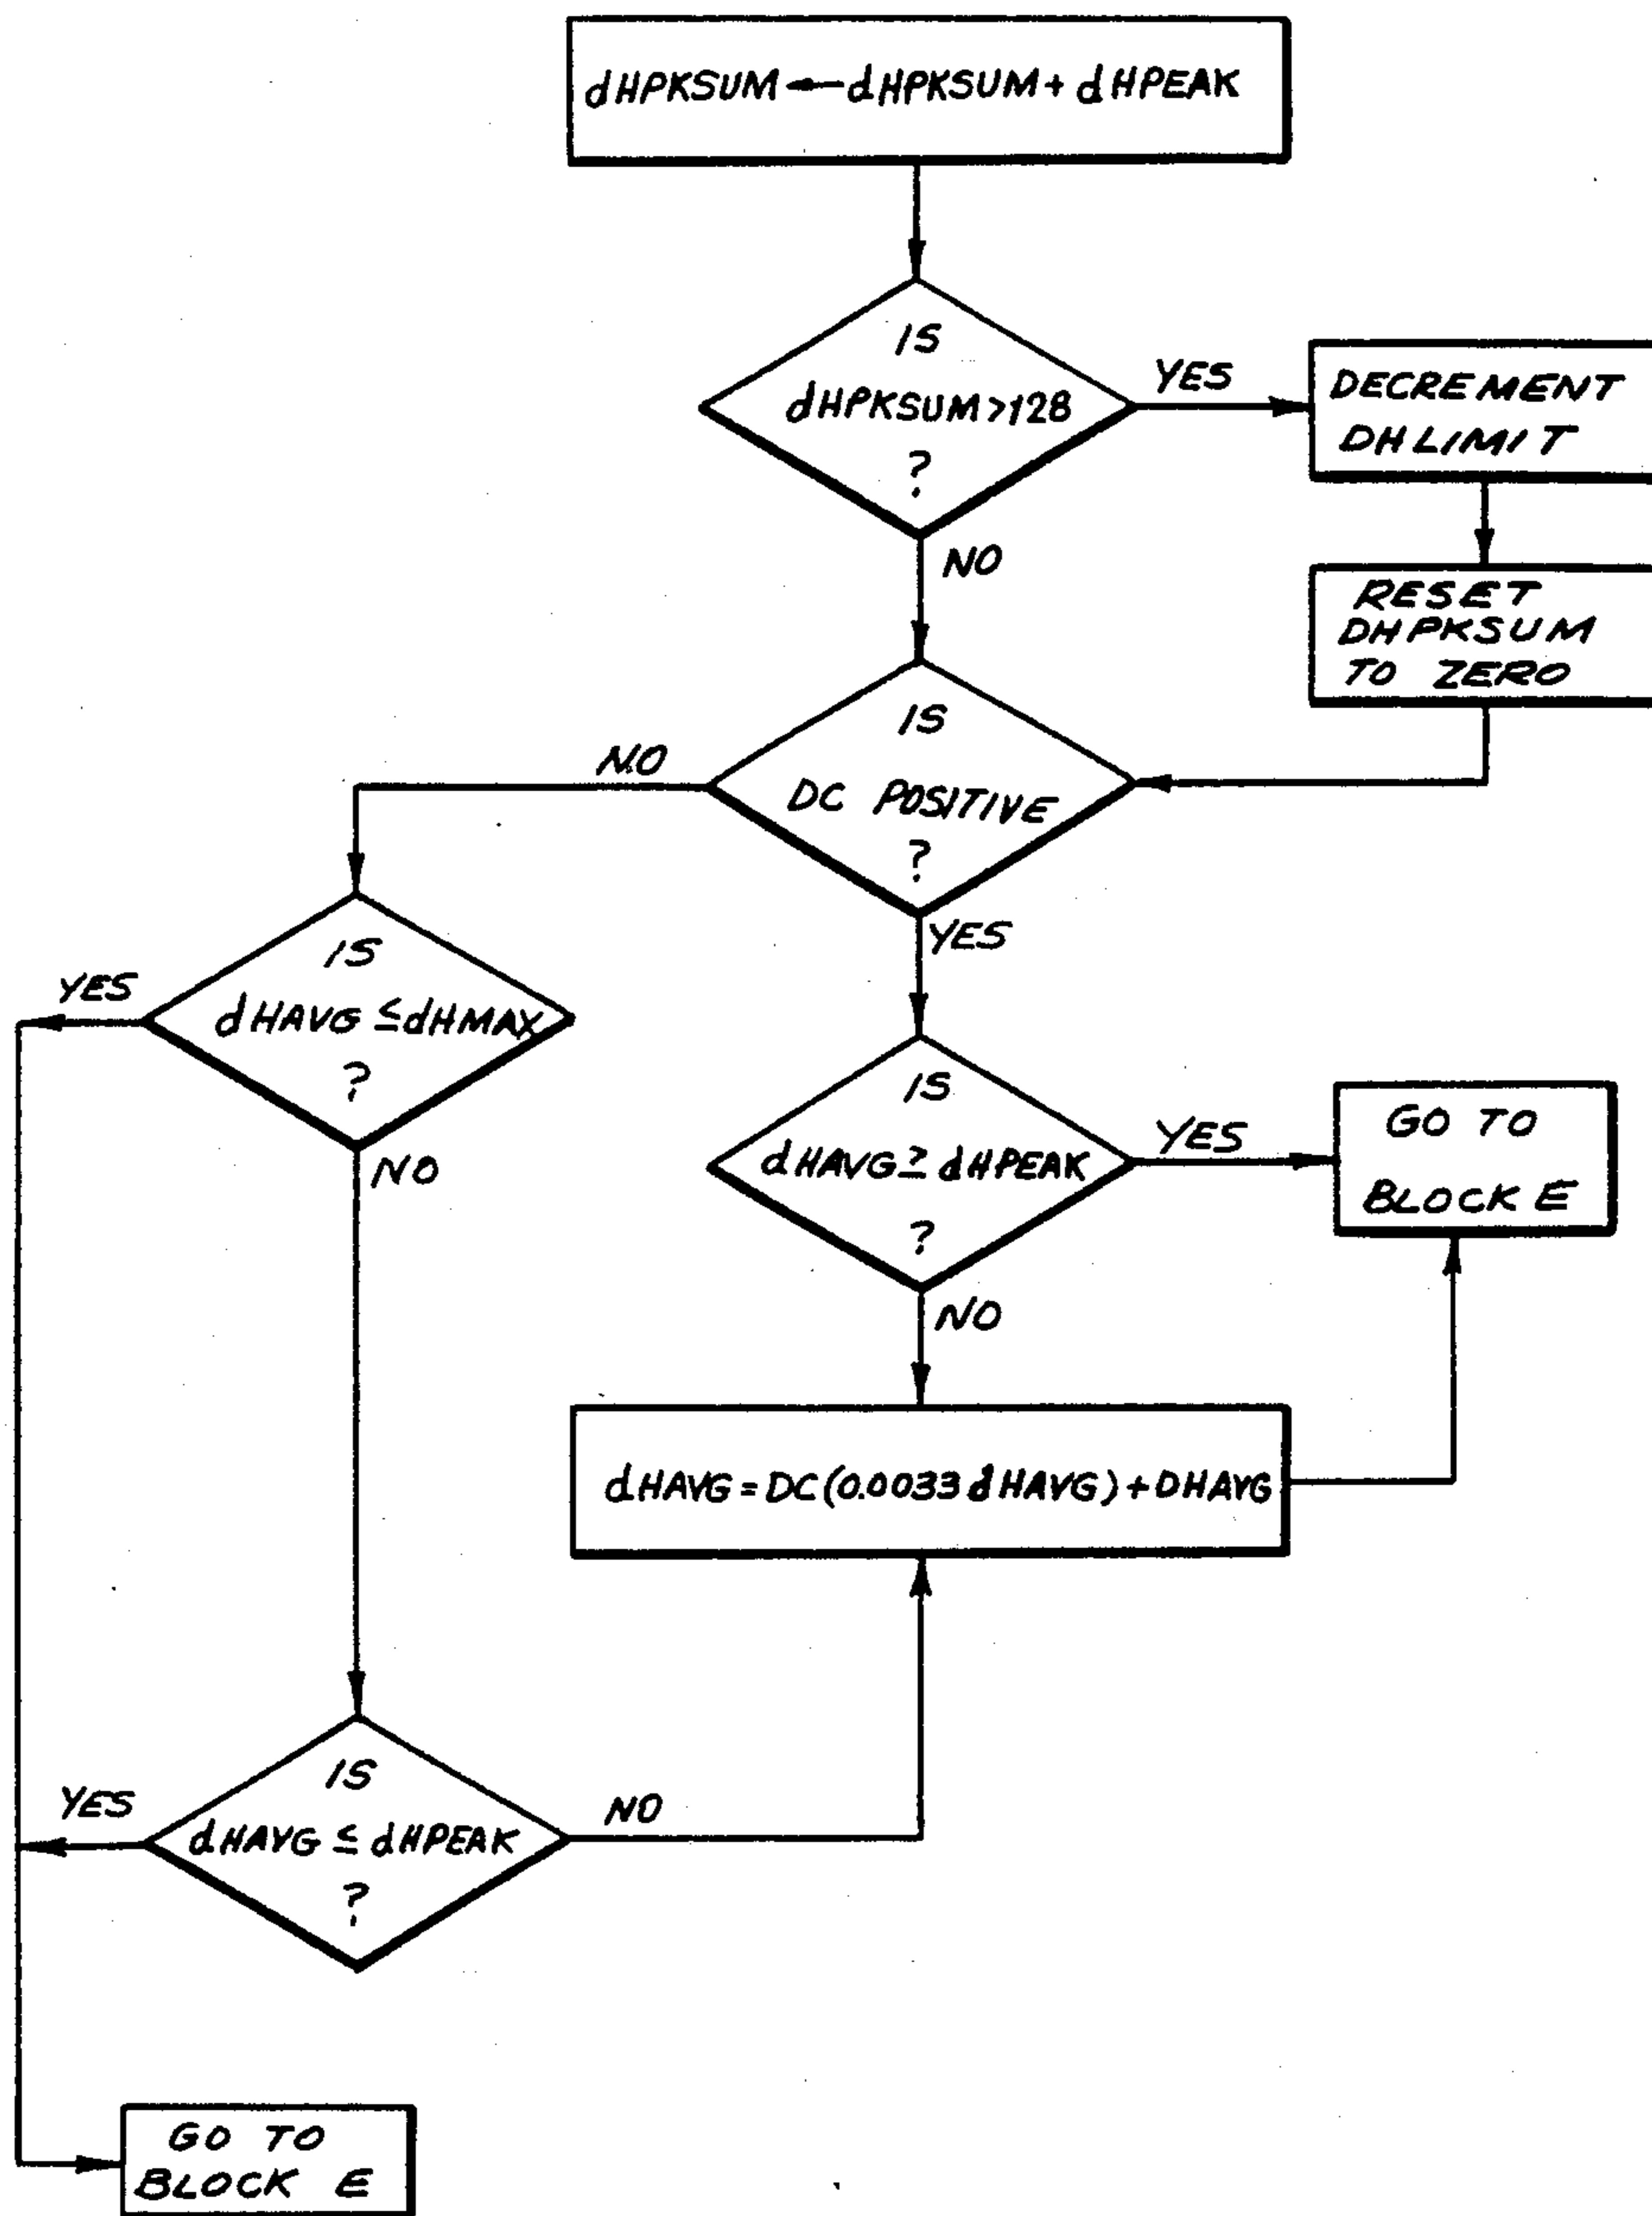 dHPKSUM ← dHPKSUM + dHPEAK
IS
dHPKSUM > 128
?
YES
DECREMENT
DHLIMIT
NO
RESET
DHPKSUM
TO ZERO
IS
DC POSITIVE
?
NO
YES
IS
dHAVG ≤ dHMAX
?
YES
NO
IS
dHAVG ≥ dHPEAK
?
YES
GO TO
BLOCK E
NO
dHAVG = DC(0.0033 dHAVG) + DHAVG
IS
dHAVG ≤ dHPEAK
?
YES
NO
GO TO
BLOCK E